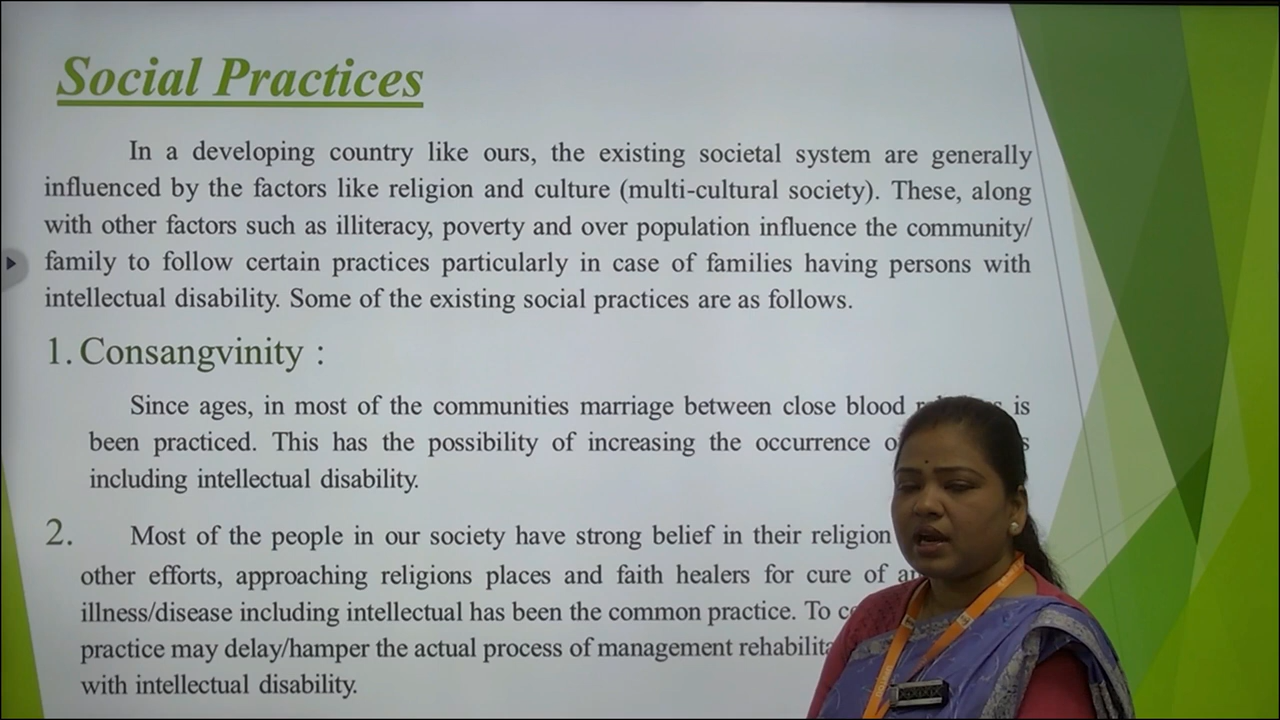 Social Practices
In a developing country like ours, the existing societal system are generally
influenced by the factors like religion and culture (multi-cultural society). These, along
with other factors such as illiteracy, poverty and over population influence the community/
family to follow certain practices particularly in case of families having persons with
intellectual disability. Some of the existing social practices are as follows.
1. Consangvinity :
Since ages, in most of the communities marriage between close blood is
been practiced. This has the possibility of increasing the occurrence
including intellectual disability.
2. Most of the people in our society have strong belief in their religion
other efforts, approaching religions places and faith healers for cure of
illness/disease including intellectual has been the common practice. To
practice may delay/hamper the actual process of management
with intellectual disability.